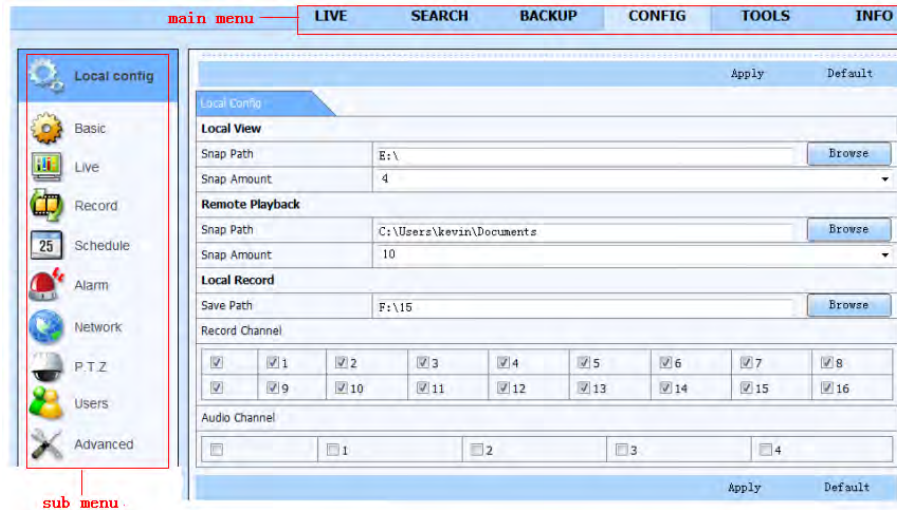 main menu LIVE SEARCH BACKUP CONFIG TOOLS INFO
Local config
Basic
Live
Record
25 Schedule
Alarm
Network
P.T.Z
Users
Advanced
sub menu
Apply Default
Local Config
Local View
Snap Path E:\ Browse
Snap Amount 4
Remote Playback
Snap Path C:\Users\kevin\Documents Browse
Snap Amount 10
Local Record
Save Path F:\15 Browse
Record Channel
1 2 3 4 5 6 7 8
9 10 11 12 13 14 15 16
Audio Channel
1 2 3 4
Apply Default